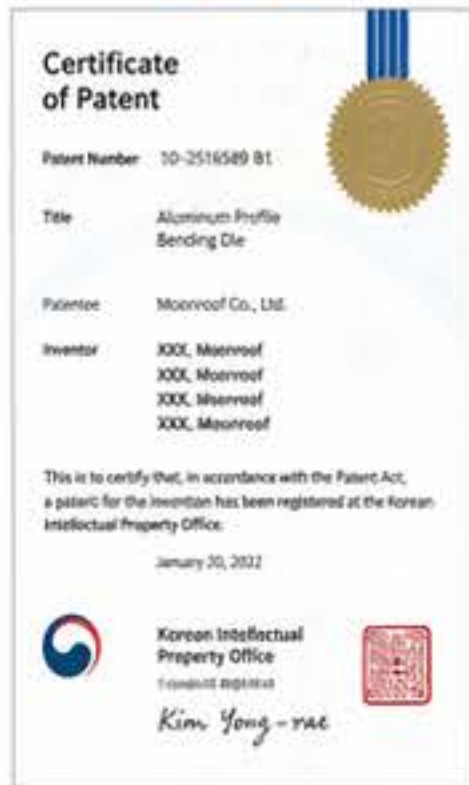 Certificate
of Patent
Patent Number 10-2516589 B1
Title Aluminum Profile
Bending Die
Patentee Moonroof Co., Ltd.
Inventor XXX, Moonroof
XXX, Moonroof
XXX, Moonroof
XXX, Moonroof
This is to certify that, in accordance with the Patent Act,
a patent for the invention has been registered at the Korean
Intellectual Property Office.
January 20, 2022
Korean Intellectual
Property Office
Kim Yong-rae